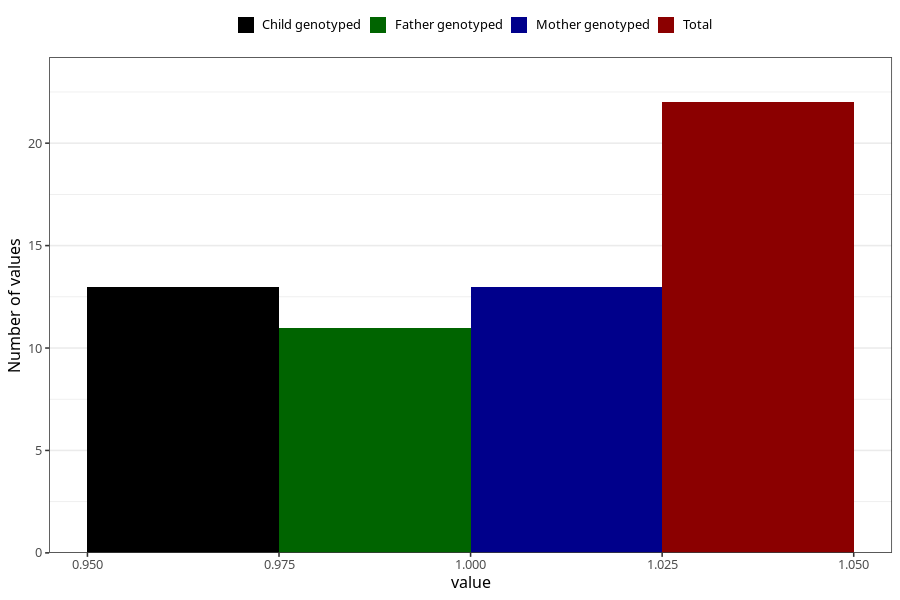 Child genotyped Father genotyped Mother genotyped Total
Number of values
20
15
10
5
0
0.950 0.975 1.000 1.025 1.050
value